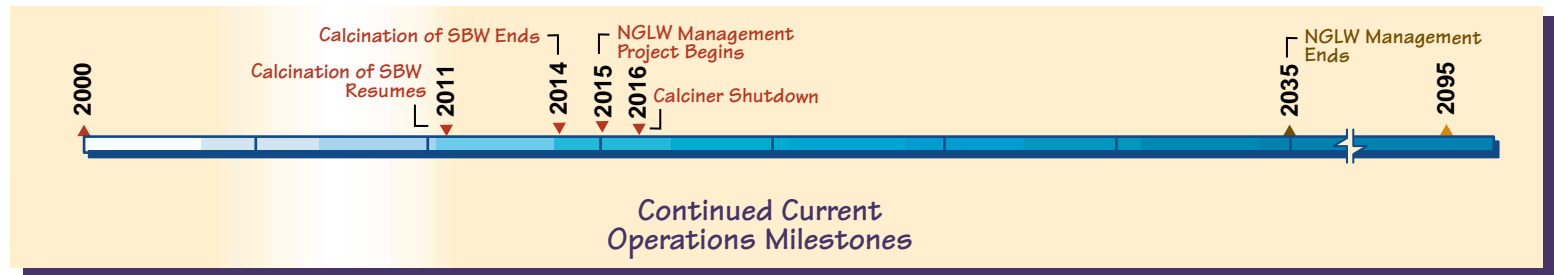 2000
Calcination of SBW
Resumes
2011
Calcination of SBW Ends
2014
NGLW Management
Project Begins
2015
2016
Calciner Shutdown
NGLW Management
Ends
2035
2095
Continued Current
Operations Milestones